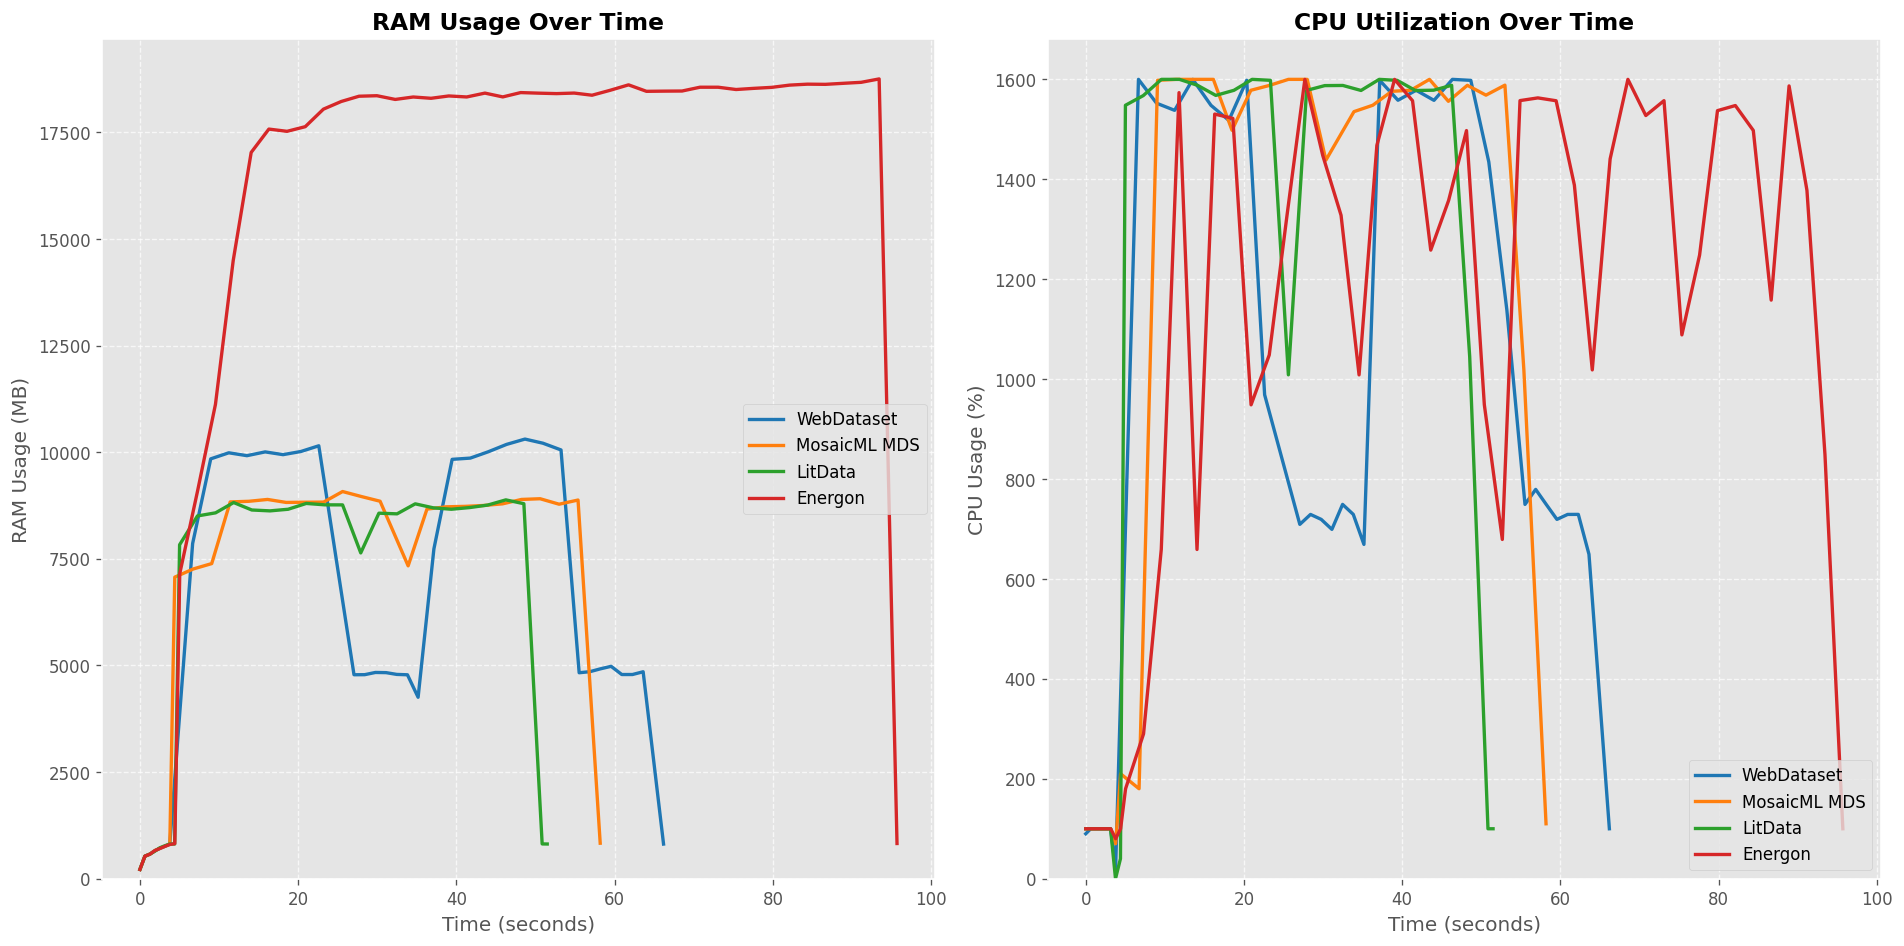 RAM Usage Over Time
RAM Usage (MB)
17500
15000
12500
10000
7500
5000
2500
0
0 20 40 60 80 100
Time (seconds)
WebDataset
MosaicML MDS
LitData
Energon
CPU Utilization Over Time
CPU Usage (%)
1600
1400
1200
1000
800
600
400
200
0
0 20 40 60 80 100
Time (seconds)
WebDataset
MosaicML MDS
LitData
Energon